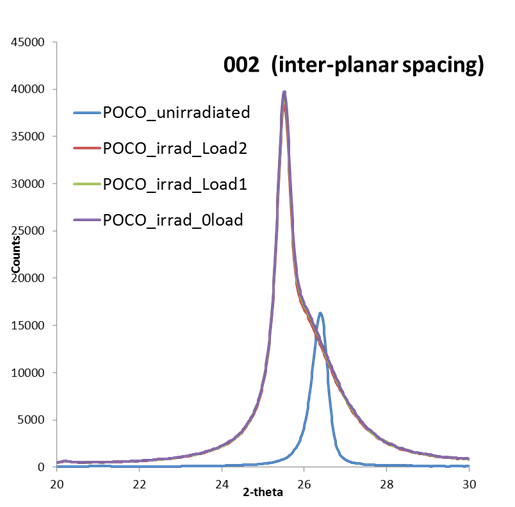 002 (inter-planar spacing)
45000
40000
35000
30000
25000
20000
15000
10000
5000
0
Counts
POCO_unirradiated
POCO_irrad_Load2
POCO_irrad_Load1
POCO_irrad_0load
20 22 24 26 28 30
2-theta